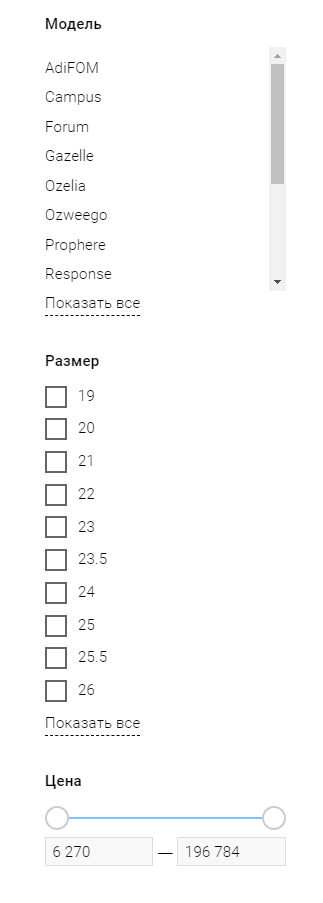 Модель
AdiFOM
Campus
Forum
Gazelle
Ozelia
Ozweego
Prophere
Response
Показать все
Размер
19
20
21
22
23
23.5
24
25
25.5
26
Показать все
Цена
6 270 — 196 784